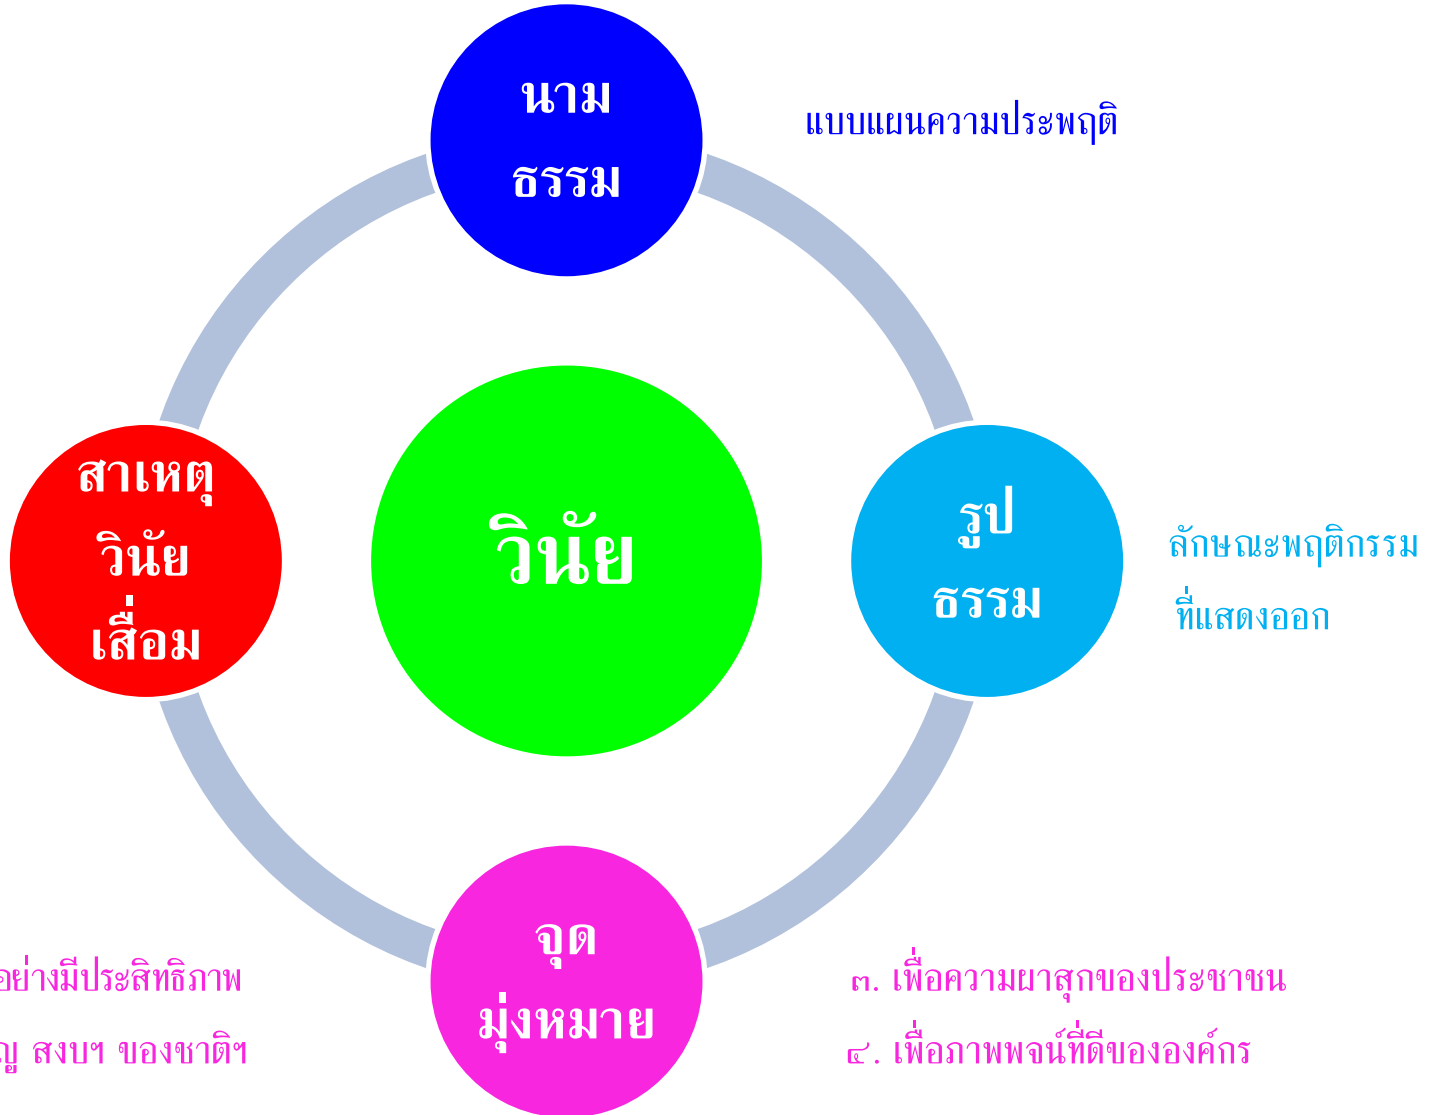 นาม
ธรรม
แบบแผนความประพฤติ
สาเหตุ
วินัย
เสื่อม
วินัย
รูป
ธรรม
ลักษณะพฤติกรรม
ที่แสดงออก
จุด
มุ่งหมาย
อย่างมีประสิทธิภาพ
สงบฯ ของชาติฯ
๓. เพื่อความผาสุกของประชาชน
๔. เพื่อภาพพจน์ที่ดีขององค์กร